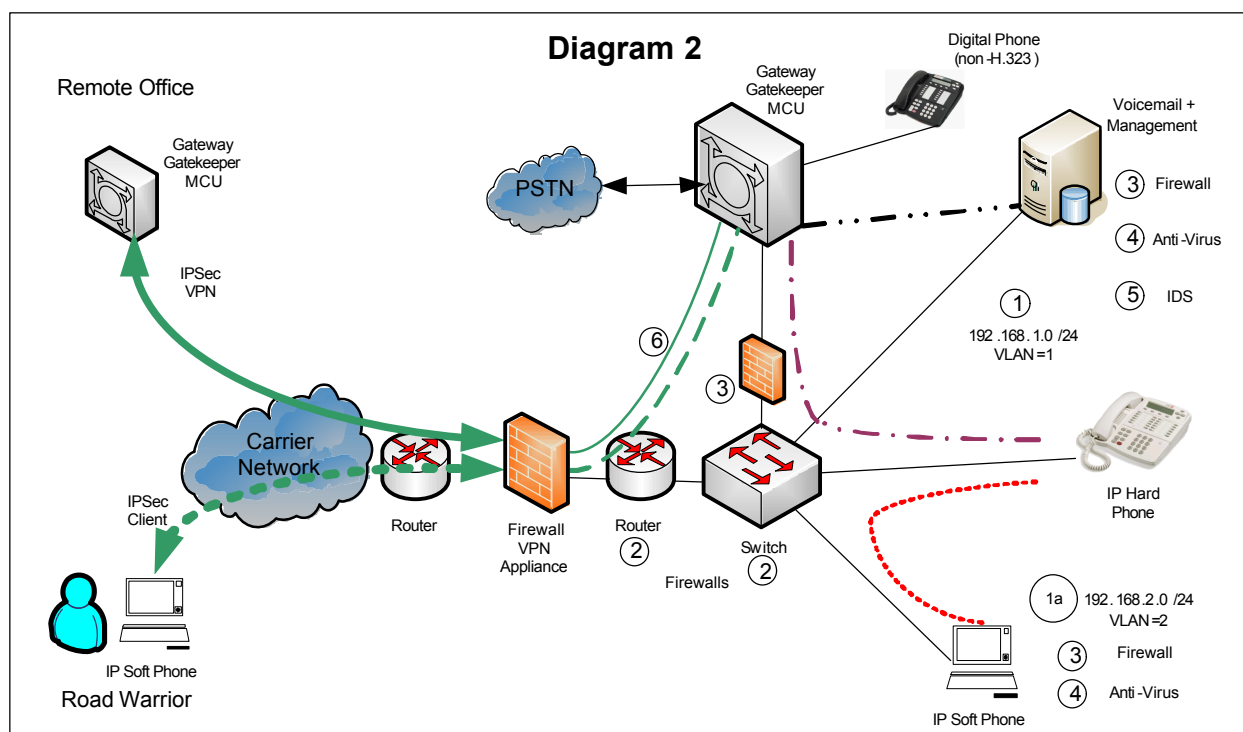 Diagram 2
Digital Phone
(non -H.323 )
Remote Office
Gateway
Gatekeeper
MCU
Gateway
Gatekeeper
MCU
Voicemail +
Management
PSTN
3 Firewall
4 Anti -Virus
5 IDS
IPSec
VPN
1
192 .168 .1.0 /24
VLAN =1
6
3
Carrier
Network
IPSec
Client
Router
Firewall
VPN
Appliance
Router
2
Switch
2
Firewalls
IP Hard
Phone
1a 192. 168. 2.0 /24
VLAN =2
3 Firewall
4 Anti -Virus
IP Soft Phone
Road Warrior
IP Soft Phone